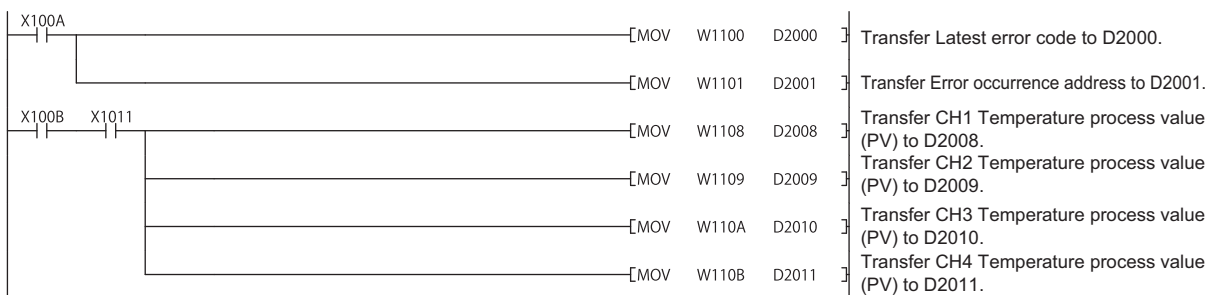 X100A
[MOV W1100 D2000 ] Transfer Latest error code to D2000.
[MOV W1101 D2001 ] Transfer Error occurrence address to D2001.
X100B X1011
[MOV W1108 D2008 ] Transfer CH1 Temperature process value
(PV) to D2008.
[MOV W1109 D2009 ] Transfer CH2 Temperature process value
(PV) to D2009.
[MOV W110A D2010 ] Transfer CH3 Temperature process value
(PV) to D2010.
[MOV W110B D2011 ] Transfer CH4 Temperature process value
(PV) to D2011.